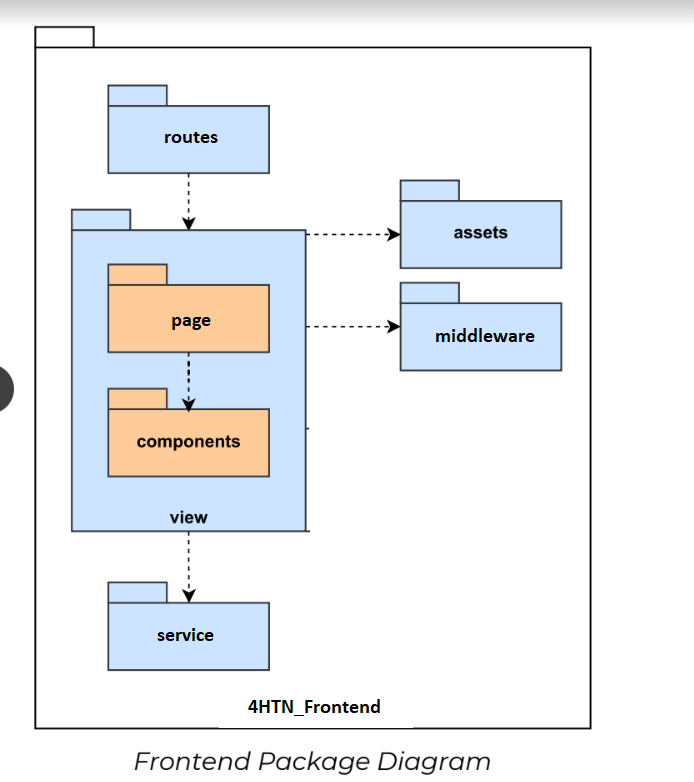 routes
assets
page
middleware
components
view
service
4HTN_Frontend
Frontend Package Diagram